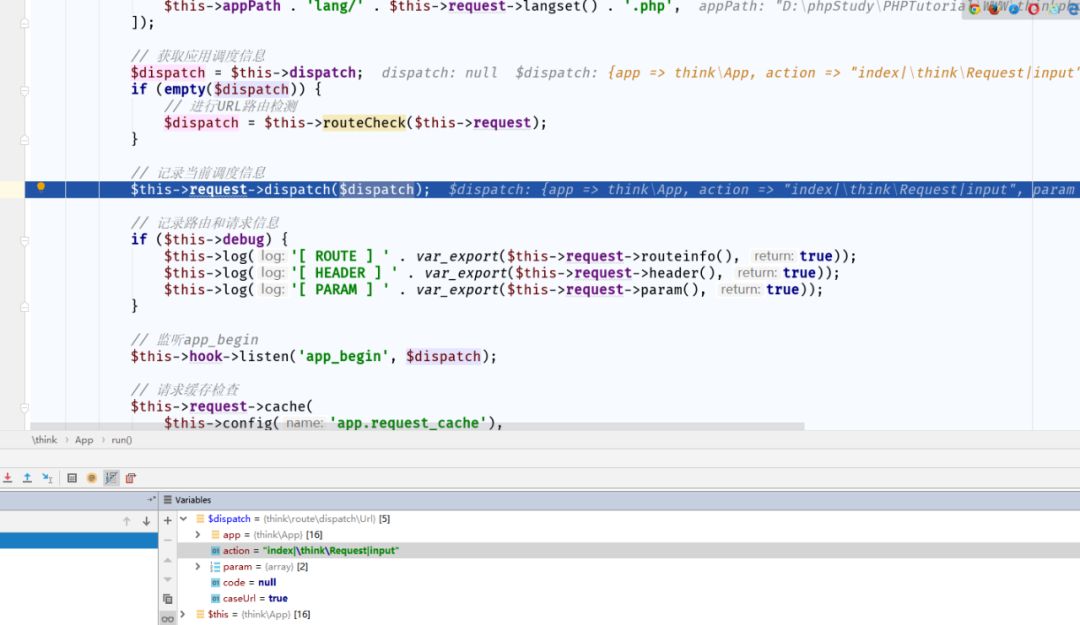 $this->appPath . 'lang/' . $this->request->langset() . '.php',  appPath: "D:\phpStudy\PHPTutorial\WWW\thinkph
]);
// 获取应用调度信息
$dispatch = $this->dispatch;  dispatch: null  $dispatch: {app => think\App, action => "index|\think\Request|input"
if (empty($dispatch)) {
// 进行URL路由检测
$dispatch = $this->routeCheck($this->request);
}
// 记录当前调度信息
$this->request->dispatch($dispatch);  $dispatch: {app => think\App, action => "index|\think\Request|input", param
// 记录路由和请求信息
if ($this->debug) {
$this->log( log: '[ ROUTE ] ' . var_export($this->request->routeinfo(),  return: true));
$this->log( log: '[ HEADER ] ' . var_export($this->request->header(),  return: true));
$this->log( log: '[ PARAM ] ' . var_export($this->request->param(),  return: true));
}
// 监听app_begin
$this->hook->listen('app_begin', $dispatch);
// 请求缓存检查
$this->request->cache(
$this->config( name: 'app.request_cache'),
\think › App › run()
Variables
$dispatch = {think\route\dispatch\Url} [5]
app = {think\App} [16]
action = "index|\think\Request|input"
param = {array} [2]
code = null
caseUrl = true
$this = {think\App} [16]